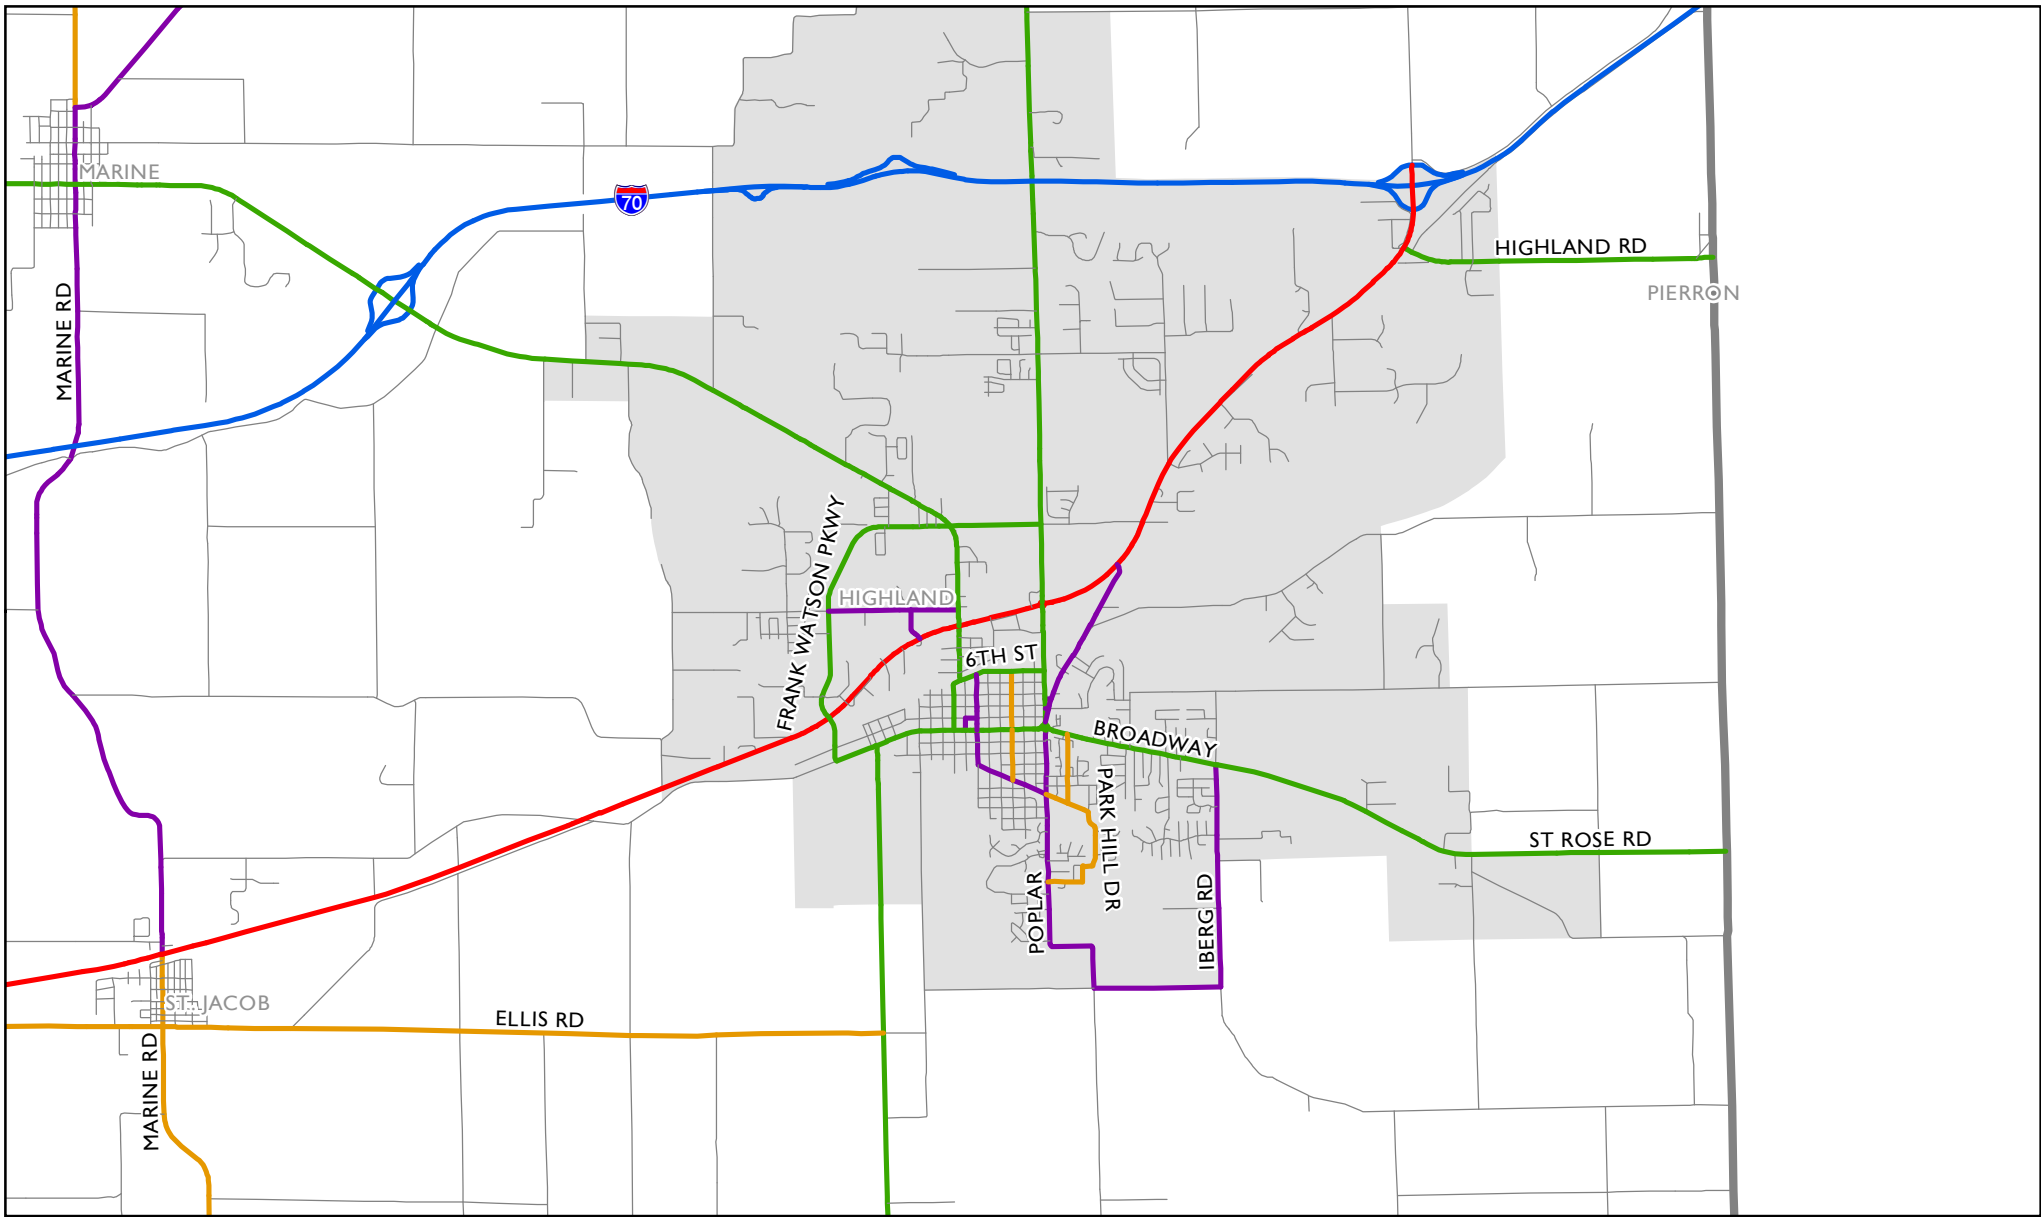 MARINE
70
HIGHLAND RD
PIERRON
MARINE RD
FRANK WATSON PKWY
HIGHLAND
6TH ST
BROADWAY
PARK HILL DR
ST ROSE RD
POPLAR
IBERG RD
ST. JACOB
ELLIS RD
MARINE RD